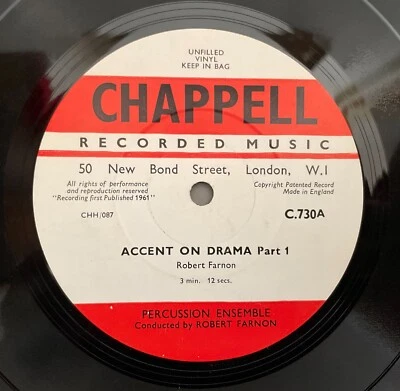 UNFILLED
VINYL
KEEP IN BAG
CHAPPELL
RECORDED MUSIC
50 New Bond Street, London, W.1
All rights of performance
and reproduction reserved
"Recording first Published 1961"
Copyright Patented Record
Made in England
CHH/087
C.730A
ACCENT ON DRAMA Part 1
Robert Farnon
3 min. 12 secs.
PERCUSSION ENSEMBLE
Conducted by ROBERT FARNON